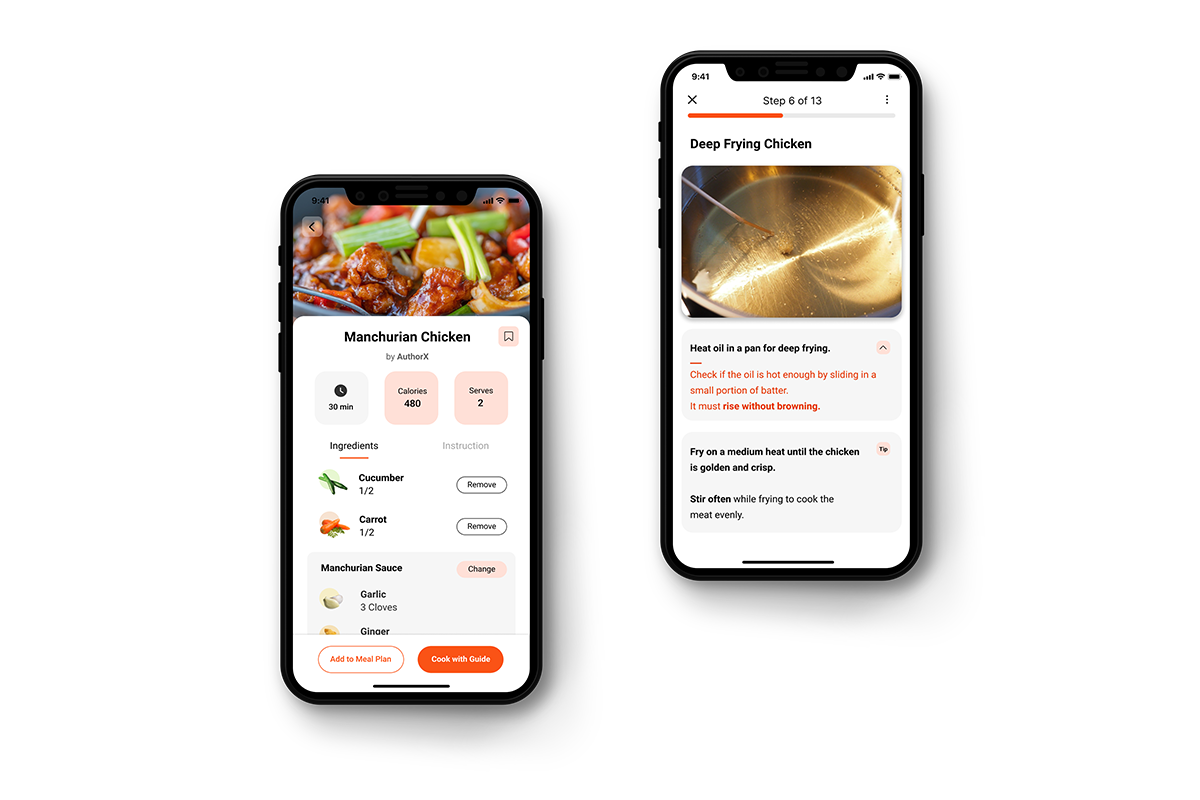 9:41
Manchurian Chicken
by AuthorX
30 min
Calories
480
Serves
2
Ingredients
Instruction
Cucumber
1/2
Remove
Carrot
1/2
Remove
Manchurian Sauce
Change
Garlic
3 Cloves
Ginger
Add to Meal Plan
Cook with Guide
9:41
Step 6 of 13
Deep Frying Chicken
Heat oil in a pan for deep frying.
Check if the oil is hot enough by sliding in a
small portion of batter.
It must rise without browning.
Fry on a medium heat until the chicken
is golden and crisp.
Tip
Stir often while frying to cook the
meat evenly.